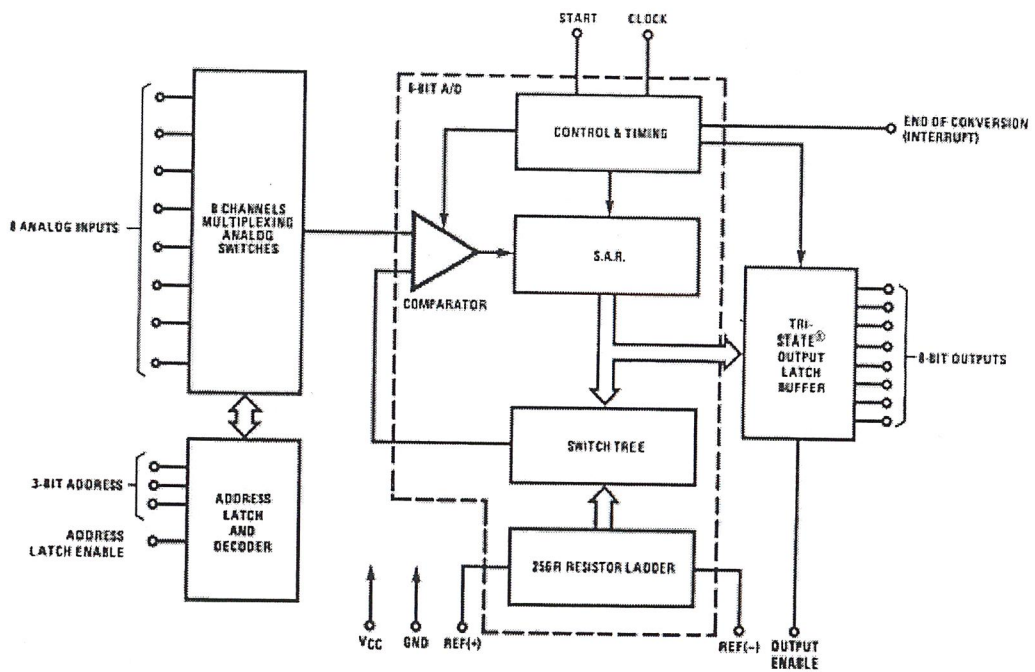 START
CLOCK
8-BIT A/D
CONTROL & TIMING
END OF CONVERSION
(INTERRUPT)
8 ANALOG INPUTS
8 CHANNELS
MULTIPLEXING
ANALOG
SWITCHES
S.A.R.
COMPARATOR
TRI-
STATE®
OUTPUT
LATCH
BUFFER
8-BIT OUTPUTS
SWITCH TREE
3-BIT ADDRESS
ADDRESS
LATCH ENABLE
ADDRESS
LATCH
AND
DECODER
256R RESISTOR LADDER
VCC
GND
REF(+)
REF(−)
OUTPUT
ENABLE